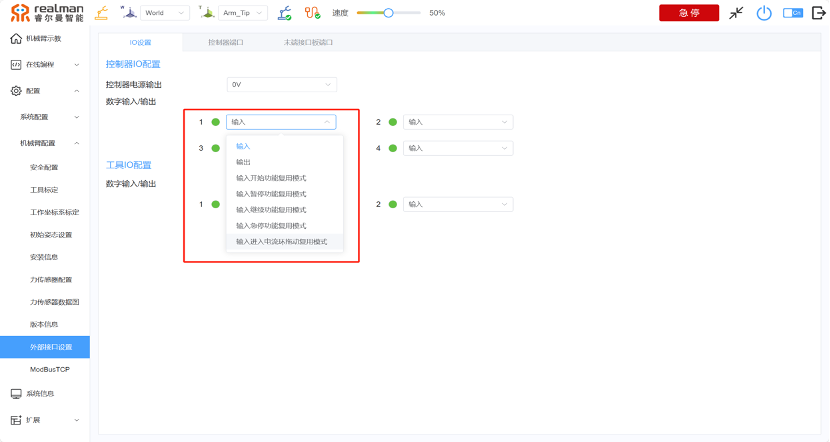 realman
睿尔曼智能
W
World
T
Arm_Tip
速度
50%
急 停
On
机械臂示教
在线编程
配置
系统配置
机械臂配置
安全配置
工具标定
工作坐标系标定
初始姿态设置
安装信息
力传感器配置
力传感器数据图
版本信息
外部接口设置
ModBusTCP
系统信息
扩展
IO设置
控制器端口
末端接口板端口
控制器IO配置
控制器电源输出
0V
数字输入/输出
1
输入
2
输入
3
4
输入
输入
输出
输入开始功能复用模式
输入暂停功能复用模式
输入继续功能复用模式
输入急停功能复用模式
输入进入电流环拖动复用模式
工具IO配置
数字输入/输出
1
2
输入